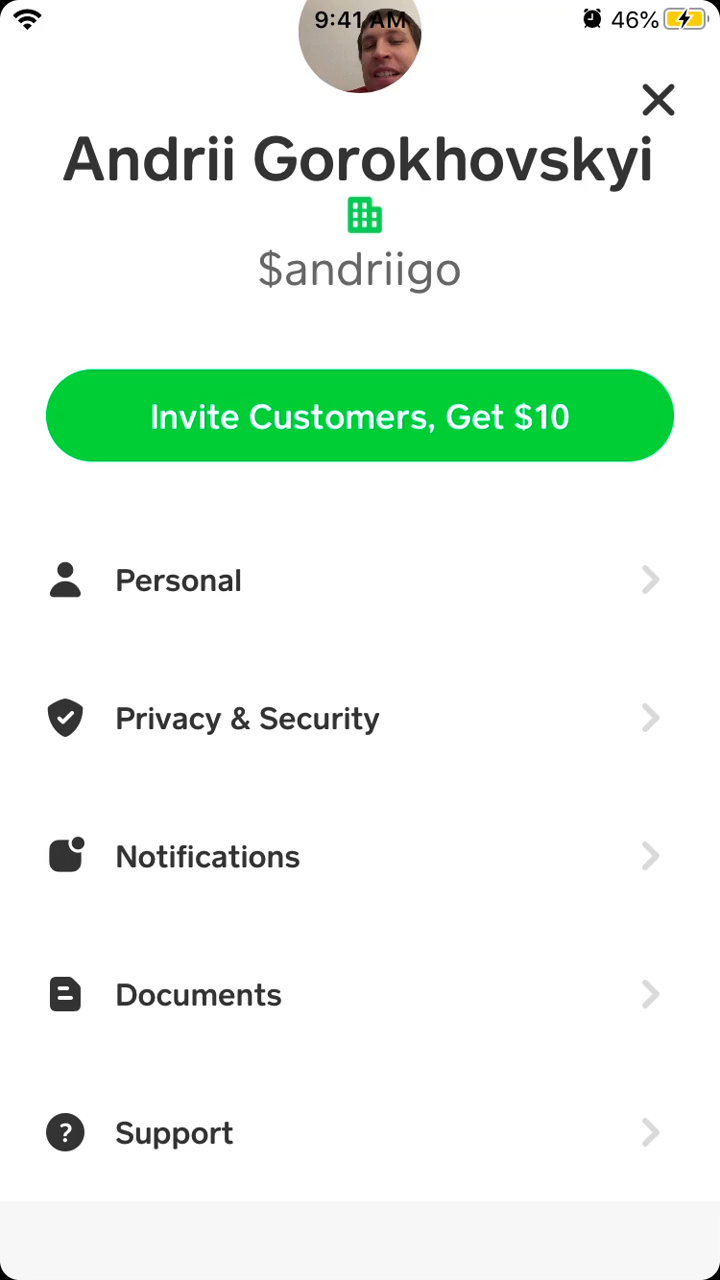 9:41 AM
46%
Andrii Gorokhovskyi
$andriigo
Invite Customers, Get $10
Personal
Privacy & Security
Notifications
Documents
? Support